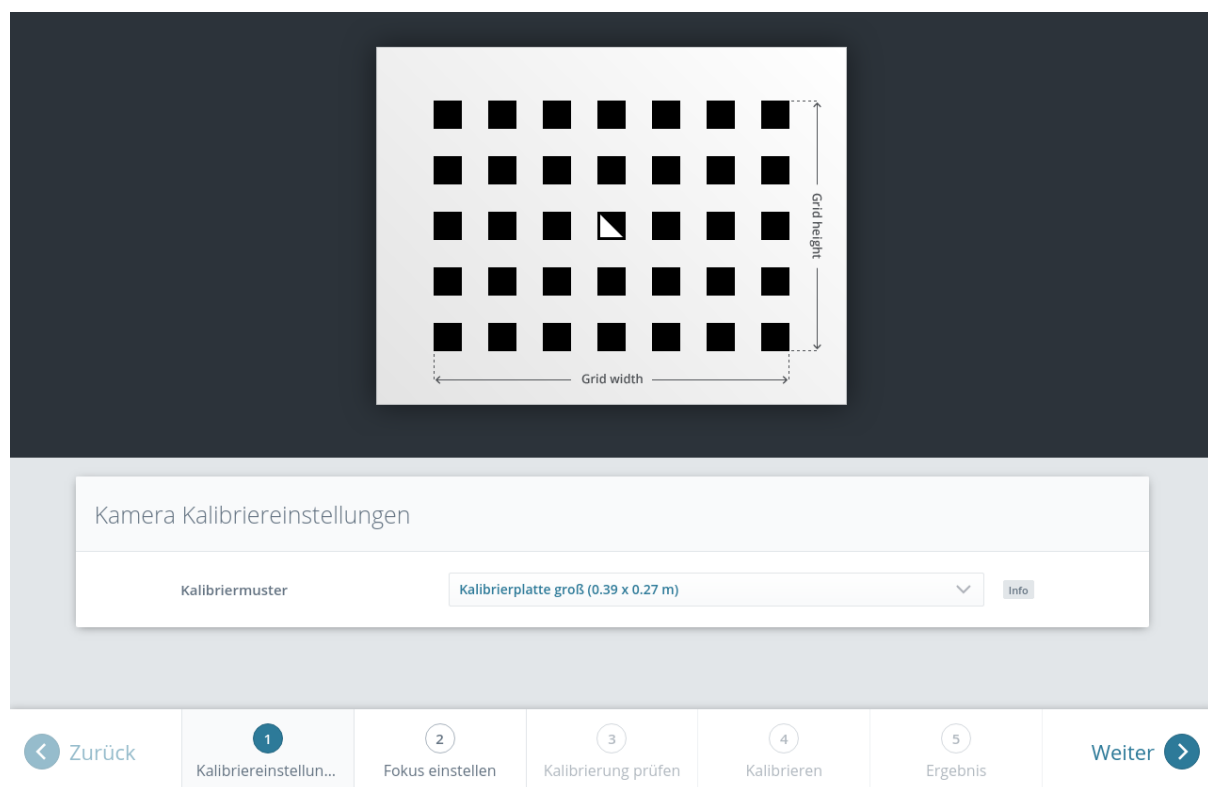 Grid height
Grid width
Kamera Kalibriereinstellungen
Kalibriermuster
Kalibrierplatte groß (0.39 x 0.27 m)
Info
Zurück
1
Kalibriereinstellun...
2
Fokus einstellen
3
Kalibrierung prüfen
4
Kalibrieren
5
Ergebnis
Weiter